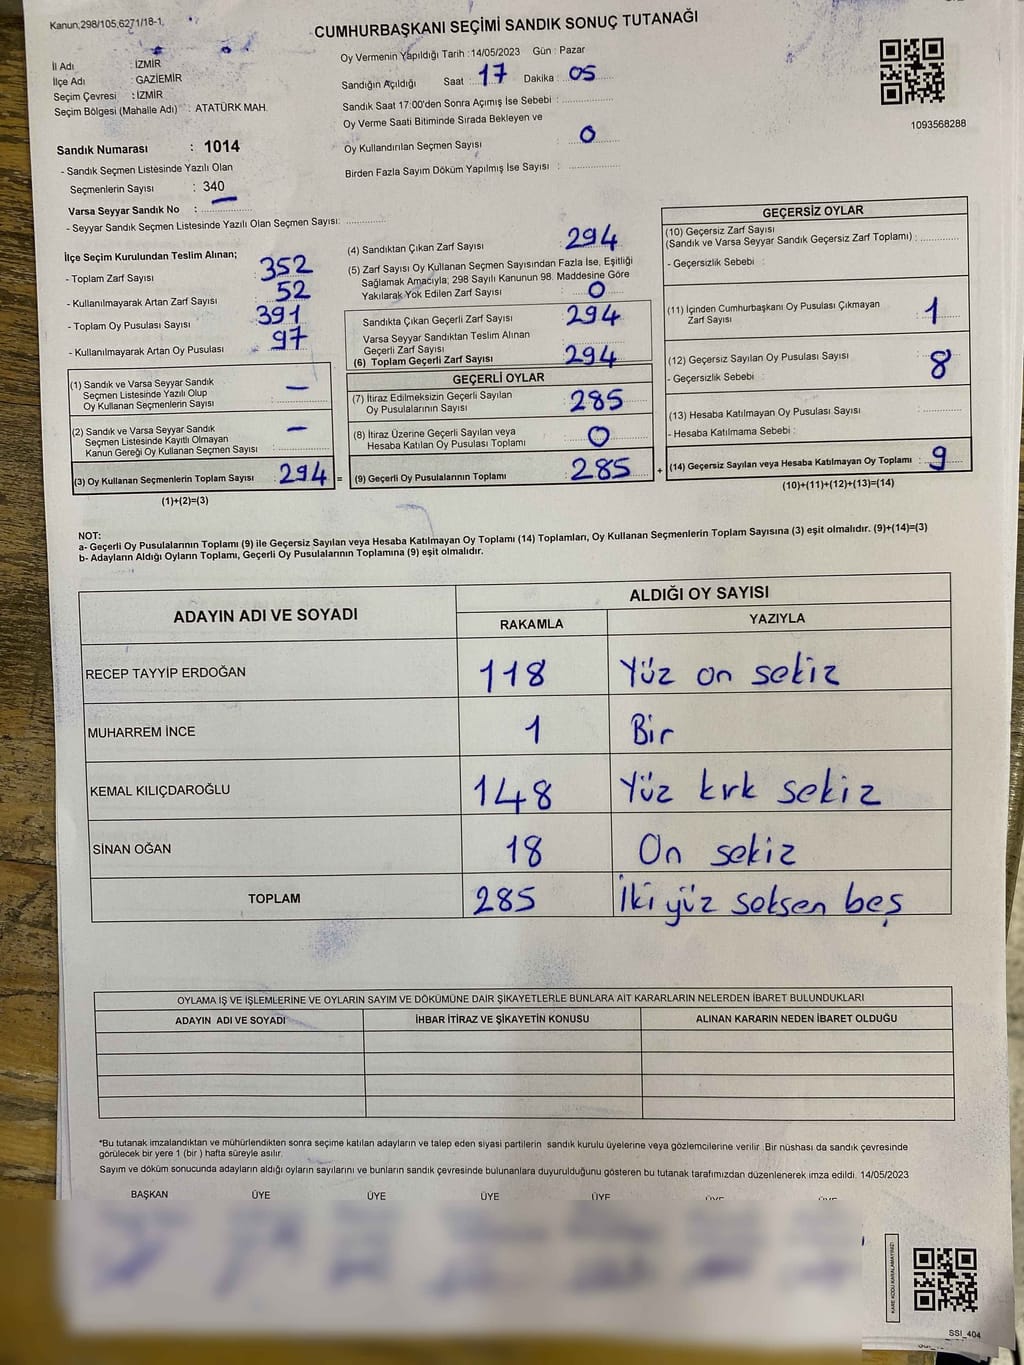 Kanun,298/105,6271/18-1,
CUMHURBAŞKANI SEÇİMİ SANDIK SONUÇ TUTANAĞI
İl Adı : İZMİR
İlçe Adı : GAZİEMİR
Seçim Çevresi : İZMİR
Seçim Bölgesi (Mahalle Adı) : ATATÜRK MAH.
Sandık Numarası : 1014
- Sandık Seçmen Listesinde Yazılı Olan
Seçmenlerin Sayısı : 340
Varsa Seyyar Sandık No :
- Seyyar Sandık Seçmen Listesinde Yazılı Olan Seçmen Sayısı:
Oy Vermenin Yapıldığı Tarih : 14/05/2023 Gün : Pazar
Sandığın Açıldığı Saat : 17 Dakika : 05
Sandık Saat 17:00'den Sonra Açımış İse Sebebi :
Oy Verme Saati Bitiminde Sırada Bekleyen ve
Oy Kullandırılan Seçmen Sayısı : 0
Birden Fazla Sayım Döküm Yapılmış İse Sayısı :
1093568288
İlçe Seçim Kurulundan Teslim Alınan;
- Toplam Zarf Sayısı : 352
- Kullanılmayarak Artan Zarf Sayısı : 52
- Toplam Oy Pusulası Sayısı : 391
- Kullanılmayarak Artan Oy Pusulası : 97
(1) Sandık ve Varsa Seyyar Sandık
Seçmen Listesinde Yazılı Olup
Oy Kullanan Seçmenlerin Sayısı : —
(2) Sandık ve Varsa Seyyar Sandık
Seçmen Listesinde Kayıtlı Olmayan
Kanun Gereği Oy Kullanan Seçmen Sayısı : —
(3) Oy Kullanan Seçmenlerin Toplam Sayısı : 294 =
(1)+(2)=(3)
(4) Sandıktan Çıkan Zarf Sayısı : 294
(5) Zarf Sayısı Oy Kullanan Seçmen Sayısından Fazla İse, Eşitliği
Sağlamak Amacıyla, 298 Sayılı Kanunun 98. Maddesine Göre
Yakılarak Yok Edilen Zarf Sayısı : 0
Sandıkta Çıkan Geçerli Zarf Sayısı : 294
Varsa Seyyar Sandıktan Teslim Alınan
Geçerli Zarf Sayısı :
(6) Toplam Geçerli Zarf Sayısı : 294
GEÇERLİ OYLAR
(7) İtiraz Edilmeksizin Geçerli Sayılan
Oy Pusulalarının Sayısı : 285
(8) İtiraz Üzerine Geçerli Sayılan veya
Hesaba Katılan Oy Pusulası Toplamı : 0
(9) Geçerli Oy Pusulalarının Toplamı : 285 +
GEÇERSİZ OYLAR
(10) Geçersiz Zarf Sayısı
(Sandık ve Varsa Seyyar Sandık Geçersiz Zarf Toplamı) :
- Geçersizlik Sebebi :
(11) İçinden Cumhurbaşkanı Oy Pusulası Çıkmayan
Zarf Sayısı : 1
(12) Geçersiz Sayılan Oy Pusulası Sayısı : 8
- Geçersizlik Sebebi :
(13) Hesaba Katılmayan Oy Pusulası Sayısı :
- Hesaba Katılmama Sebebi :
(14) Geçersiz Sayılan veya Hesaba Katılmayan Oy Toplamı : 9
(10)+(11)+(12)+(13)=(14)
NOT:
a- Geçerli Oy Pusulalarının Toplamı (9) ile Geçersiz Sayılan veya Hesaba Katılmayan Oy Toplamı (14) Toplamları, Oy Kullanan Seçmenlerin Toplam Sayısına (3) eşit olmalıdır. (9)+(14)=(3)
b- Adayların Aldığı Oyların Toplamı, Geçerli Oy Pusulalarının Toplamına (9) eşit olmalıdır.
ADAYIN ADI VE SOYADI ALDIĞI OY SAYISI
RAKAMLA YAZIYLA
RECEP TAYYİP ERDOĞAN 118 Yüz on sekiz
MUHARREM İNCE 1 Bir
KEMAL KILIÇDAROĞLU 148 Yüz kırk sekiz
SİNAN OĞAN 18 On sekiz
TOPLAM 285 İki yüz seksen beş
OYLAMA İŞ VE İŞLEMLERİNE VE OYLARIN SAYIM VE DÖKÜMÜNE DAİR ŞİKAYETLERLE BUNLARA AİT KARARLARIN NELERDEN İBARET BULUNDUKLARI
ADAYIN ADI VE SOYADI İHBAR İTİRAZ VE ŞİKAYETİN KONUSU ALINAN KARARIN NEDEN İBARET OLDUĞU
*Bu tutanak imzalandıktan ve mühürlendikten sonra seçime katılan adayların ve talep eden siyasi partilerin sandık kurulu üyelerine veya gözlemcilerine verilir. Bir nüshası da sandık çevresinde
görülecek bir yere 1 (bir ) hafta süreyle asılır.
Sayım ve döküm sonucunda adayların aldığı oyların sayılarını ve bunların sandık çevresinde bulunanlara duyurulduğunu gösteren bu tutanak tarafımızdan düzenlenerek imza edildi. 14/05/2023
BAŞKAN ÜYE ÜYE ÜYE ÜYE ÜYE ÜYE
KARE KODU KARALAMAYINIZ!
SSI_404